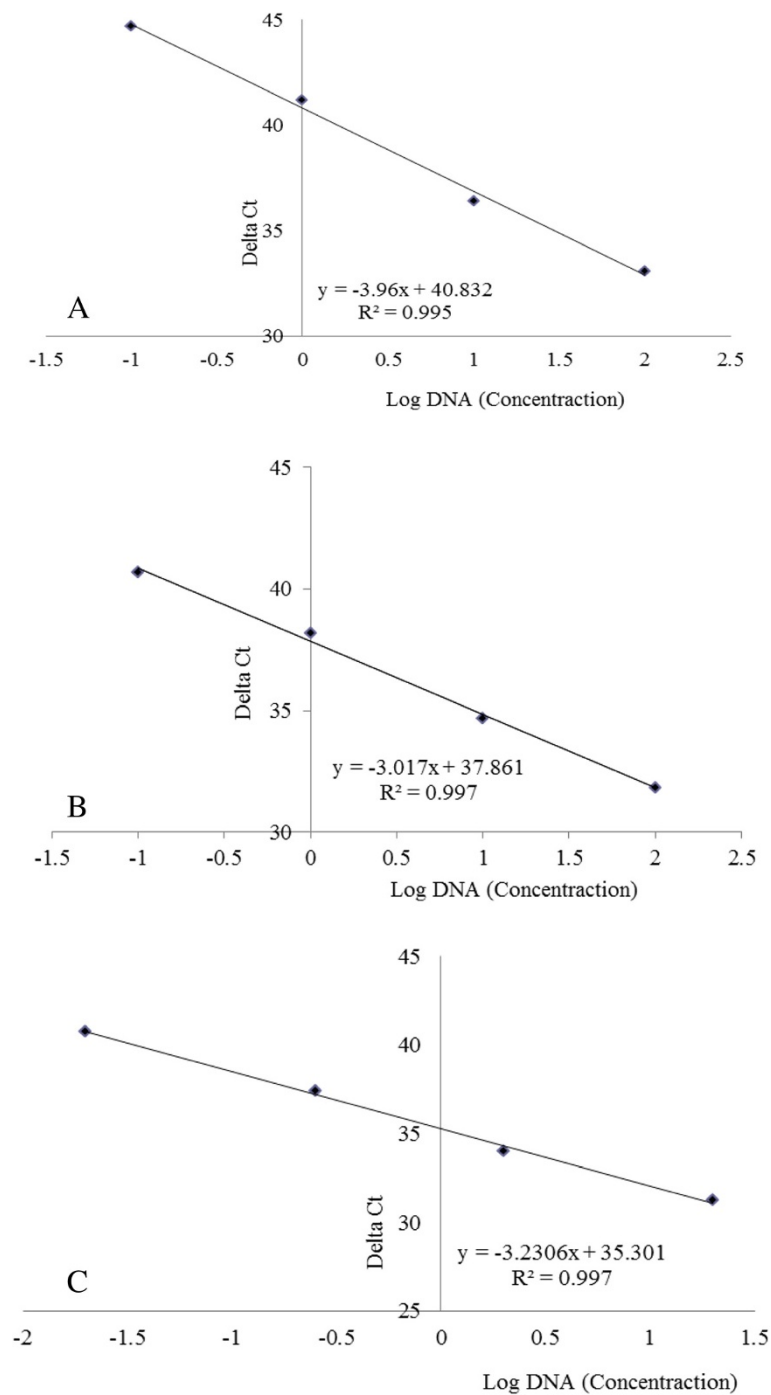 45
40
Delta Ct
35
y = -3.96x + 40.832
R² = 0.995
A
30
-1.5 -1 -0.5 0 0.5 1 1.5 2 2.5
Log DNA (Concentraction)
45
40
Delta Ct
35
y = -3.017x + 37.861
R² = 0.997
B
30
-1.5 -1 -0.5 0 0.5 1 1.5 2 2.5
Log DNA (Concentraction)
45
40
35
Delta Ct
30
y = -3.2306x + 35.301
R² = 0.997
C
25
-2 -1.5 -1 -0.5 0 0.5 1 1.5
Log DNA (Concentraction)